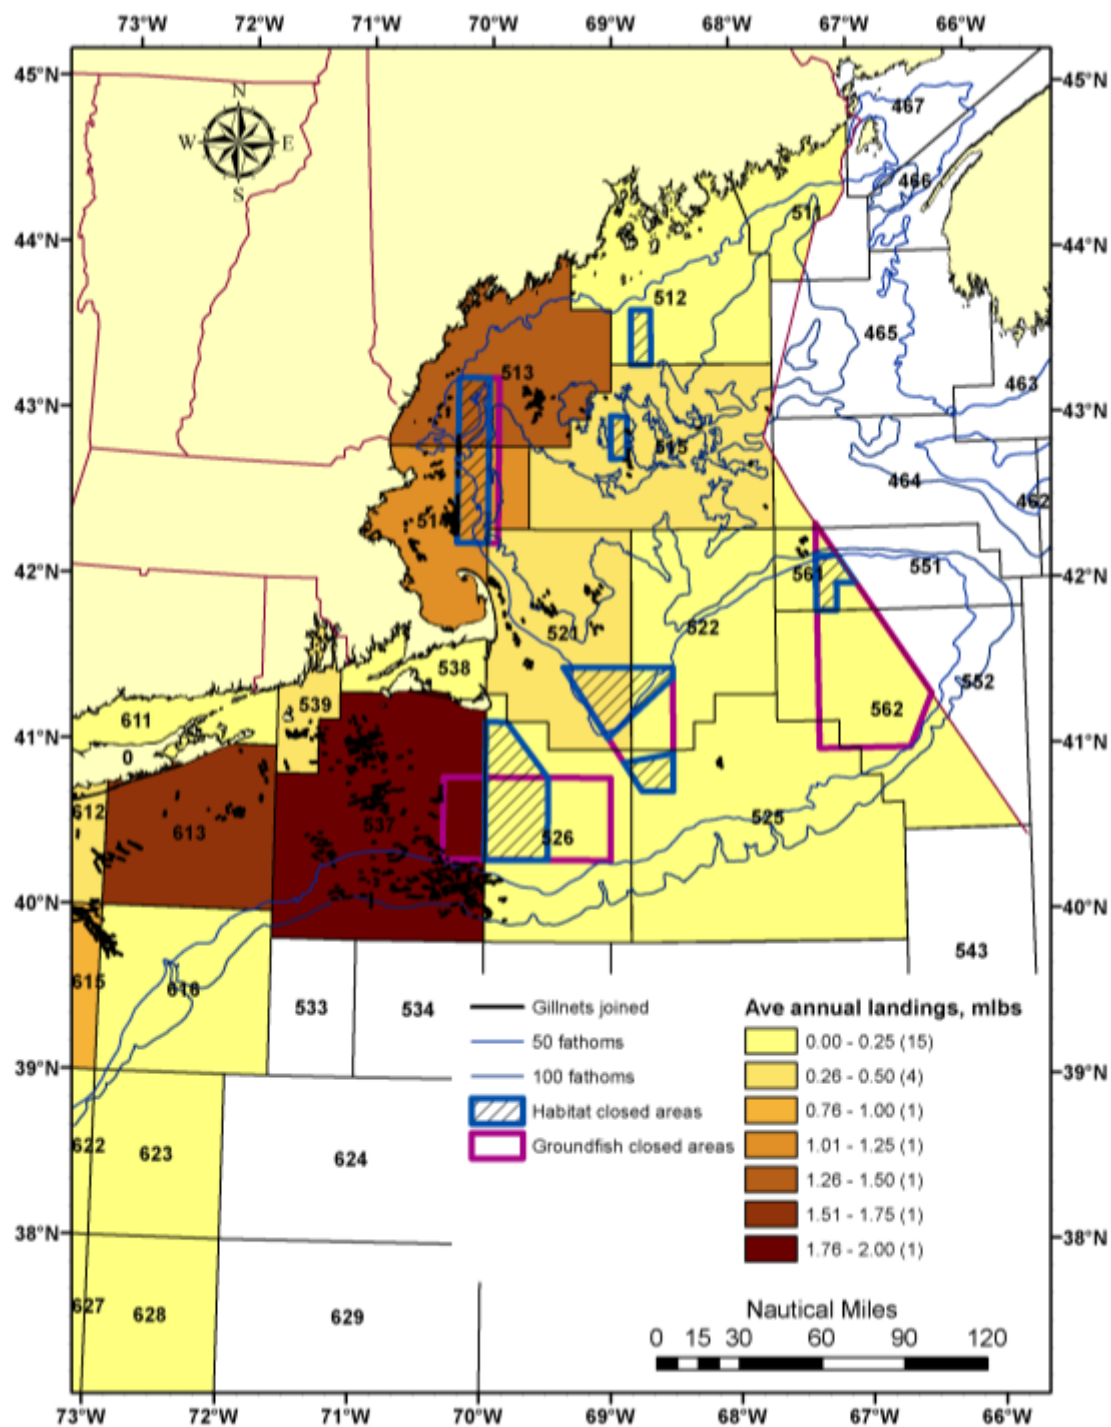 73°W 72°W 71°W 70°W 69°W 68°W 67°W 66°W
45°N 45°N
N
W E
S
467
466
511
44°N 44°N
512
465
463
513
43°N 43°N
515
464
462
514
42°N 42°N
561 551
521 522
538
552
539
611 562
41°N 41°N
0
612
613 537 526 525
40°N 40°N
543
615 616
533 534
Gillnets joined
50 fathoms
100 fathoms
Habitat closed areas
Groundfish closed areas
Ave annual landings, mlbs
0.00 - 0.25 (15)
0.26 - 0.50 (4)
0.76 - 1.00 (1)
1.01 - 1.25 (1)
1.26 - 1.50 (1)
1.51 - 1.75 (1)
1.76 - 2.00 (1)
39°N 39°N
622 623 624
38°N 38°N
627 628 629
Nautical Miles
0 15 30 60 90 120
73°W 72°W 71°W 70°W 69°W 68°W 67°W 66°W